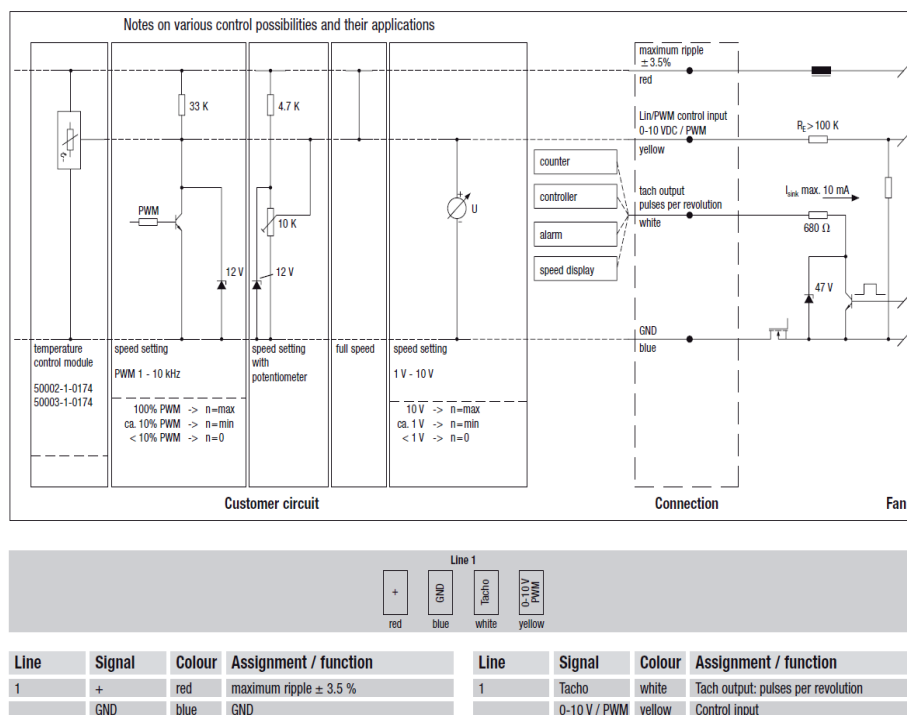 Notes on various control possibilities and their applications
maximum ripple
± 3.5%
red
33 K
4.7 K
Lin/PWM control input
0-10 VDC / PWM
yellow
RE>100 K
counter
controller
alarm
speed display
tach output
pulses per revolution
white
Isink max. 10 mA
680 Ω
PWM
10 K
+
U
-
12 V
12 V
47 V
GND
blue
temperature
control module
50002-1-0174
50003-1-0174
speed setting
PWM 1 - 10 kHz
100% PWM -> n=max
ca. 10% PWM -> n=min
< 10% PWM -> n=0
speed setting
with
potentiometer
full speed
speed setting
1 V - 10 V
10 V -> n=max
ca. 1 V -> n=min
< 1 V -> n=0
Customer circuit
Connection
Fan
Line 1
+
GND
Tacho
0-10 V
PWM
red
blue
white
yellow
Line Signal Colour Assignment / function
1 + red maximum ripple ± 3.5 %
GND blue GND
Line Signal Colour Assignment / function
1 Tacho white Tach output: pulses per revolution
0-10 V / PWM yellow Control input